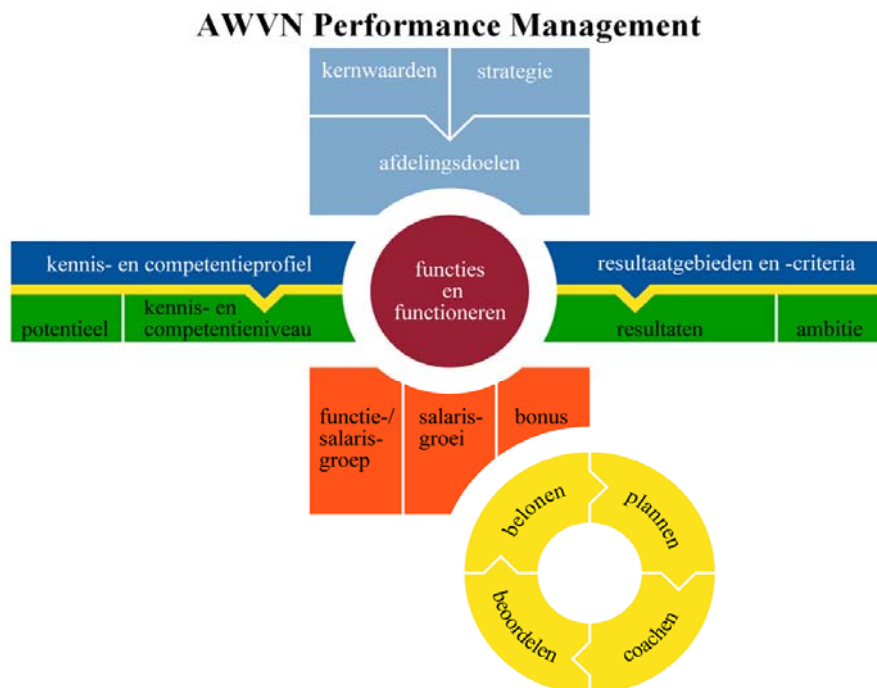 AWVN Performance Management
kernwaarden
strategie
afdelingsdoelen
kennis- en competentieprofiel
functies
en
functioneren
resultaatgebieden en -criteria
potentieel
kennis- en
competentieniveau
resultaten
ambitie
functie-/
salaris-
groep
salaris-
groei
bonus
belonen
plannen
beoordelen
coachen